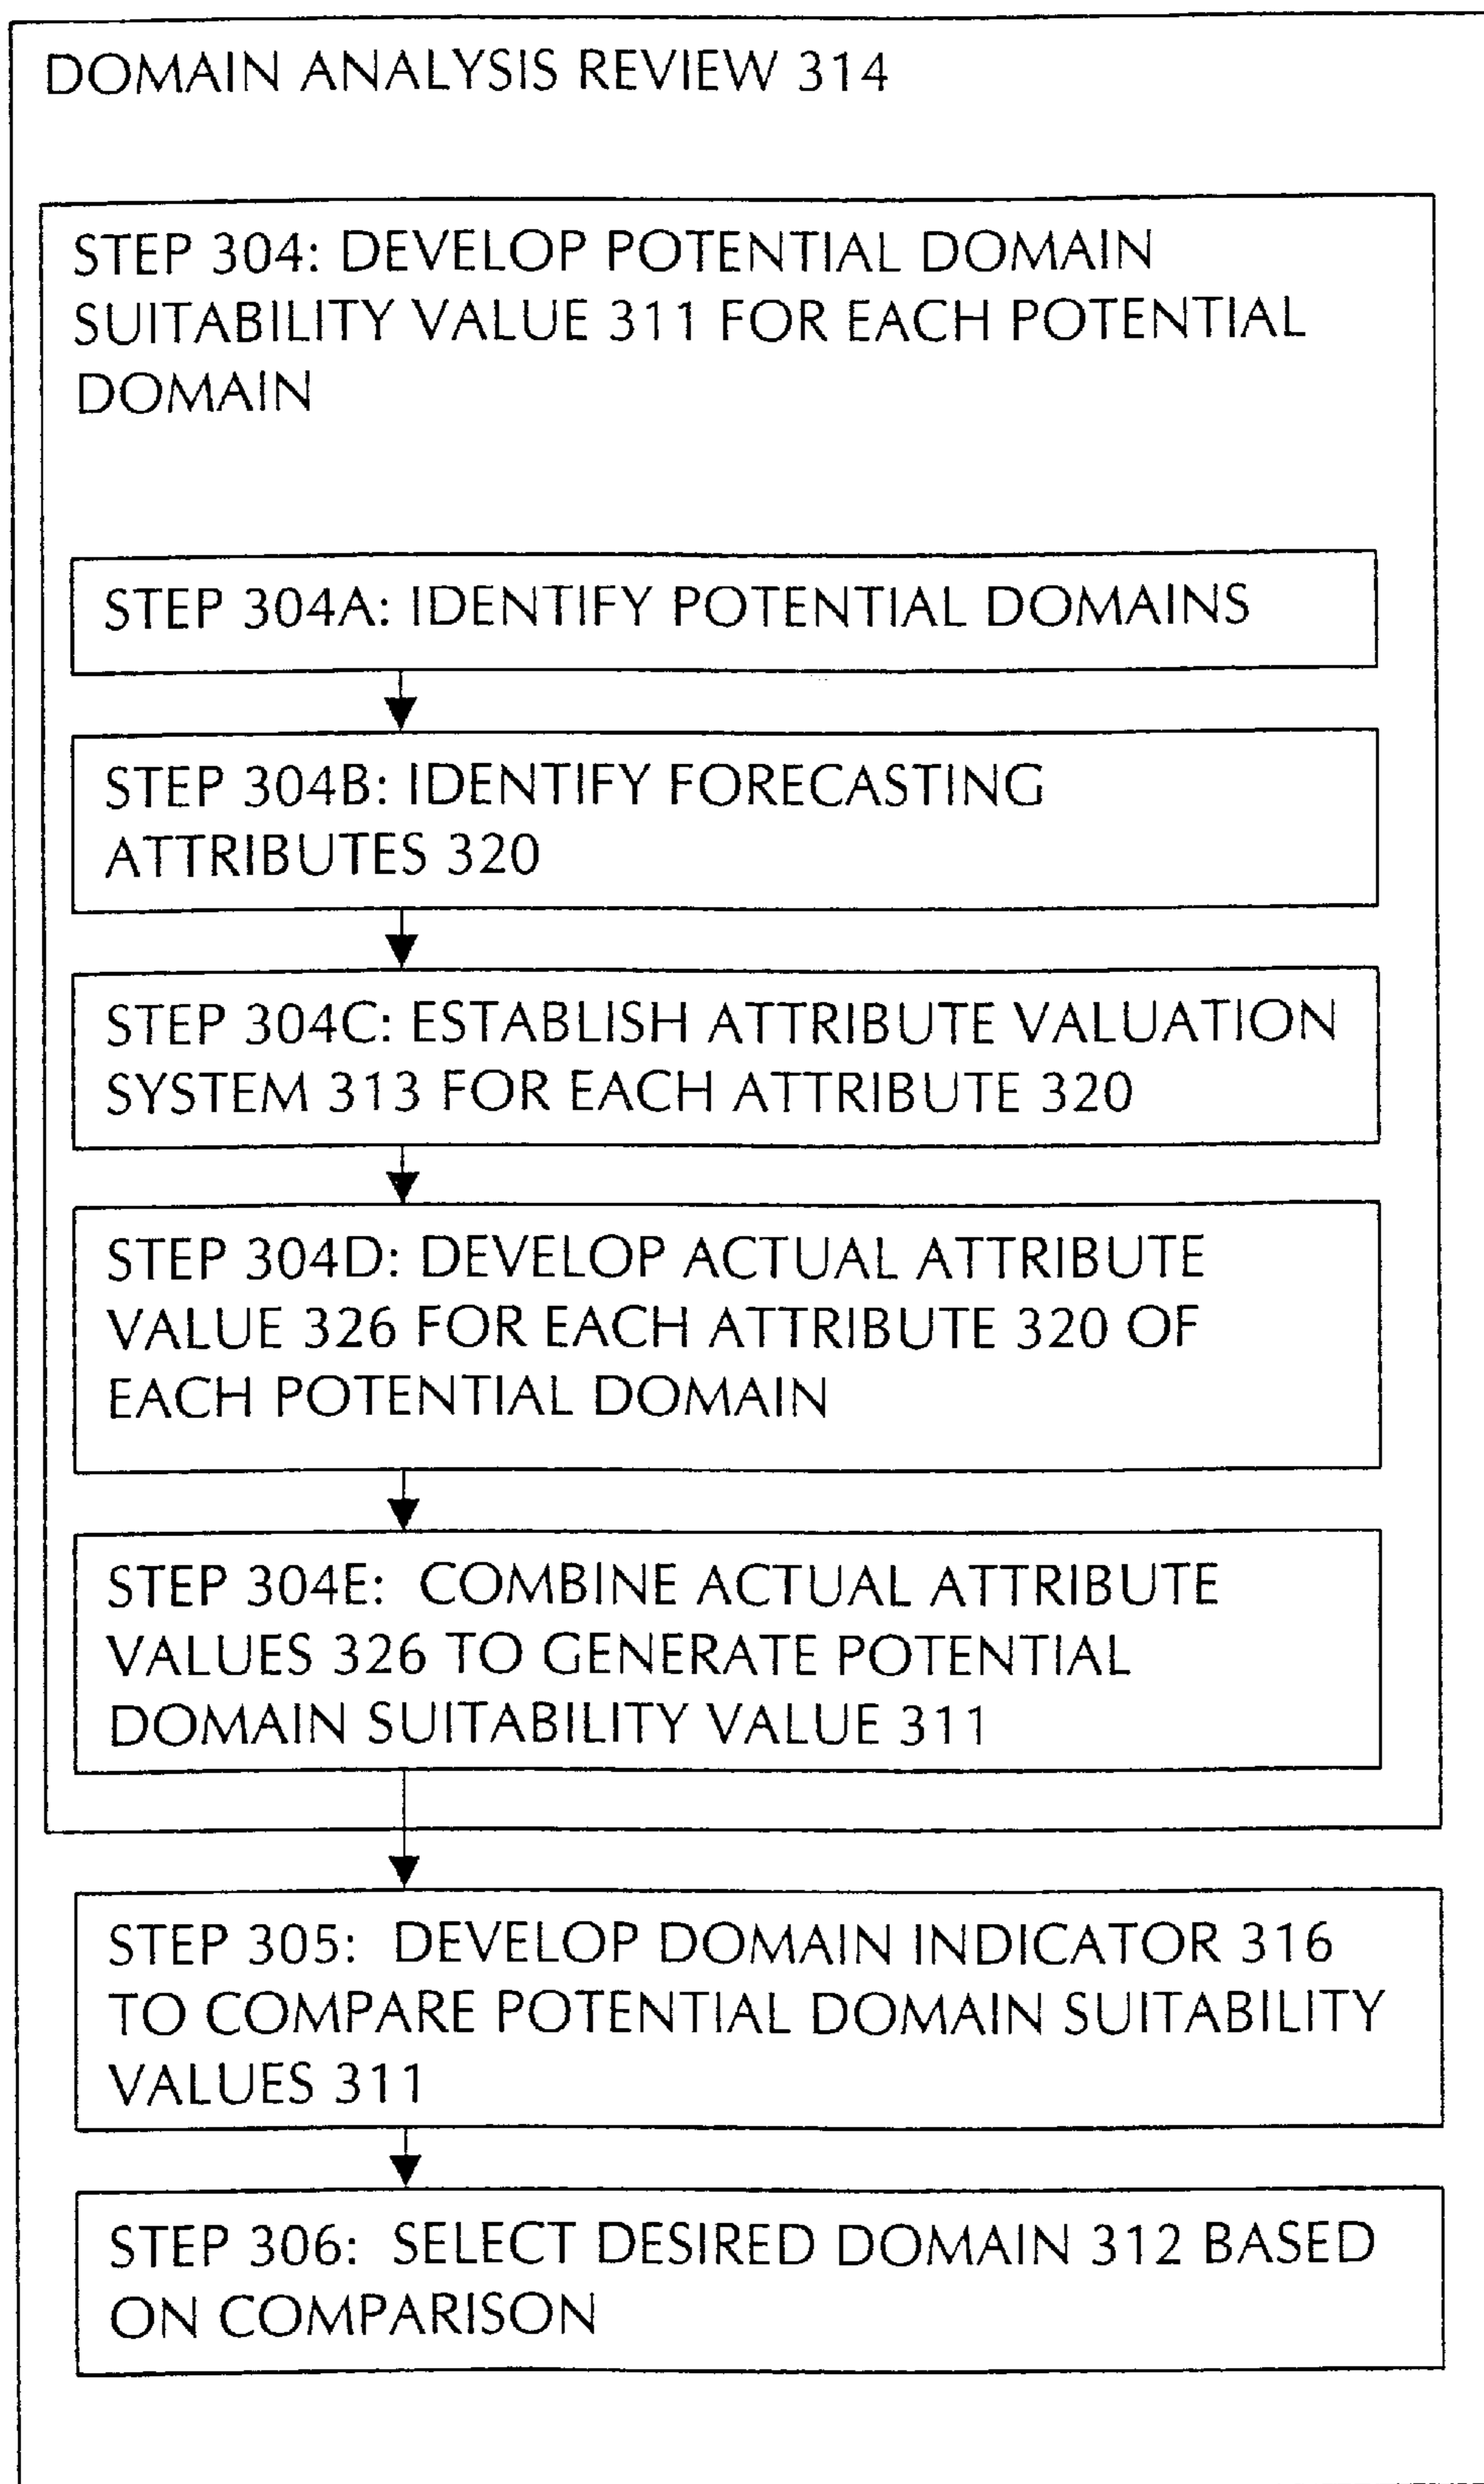 DOMAIN ANALYSIS REVIEW 314
STEP 304: DEVELOP POTENTIAL DOMAIN
SUITABILITY VALUE 311 FOR EACH POTENTIAL
DOMAIN
STEP 304A: IDENTIFY POTENTIAL DOMAINS
STEP 304B: IDENTIFY FORECASTING
ATTRIBUTES 320
STEP 304C: ESTABLISH ATTRIBUTE VALUATION
SYSTEM 313 FOR EACH ATTRIBUTE 320
STEP 304D: DEVELOP ACTUAL ATTRIBUTE
VALUE 326 FOR EACH ATTRIBUTE 320 OF
EACH POTENTIAL DOMAIN
STEP 304E: COMBINE ACTUAL ATTRIBUTE
VALUES 326 TO GENERATE POTENTIAL
DOMAIN SUITABILITY VALUE 311
STEP 305: DEVELOP DOMAIN INDICATOR 316
TO COMPARE POTENTIAL DOMAIN SUITABILITY
VALUES 311
STEP 306: SELECT DESIRED DOMAIN 312 BASED
ON COMPARISON